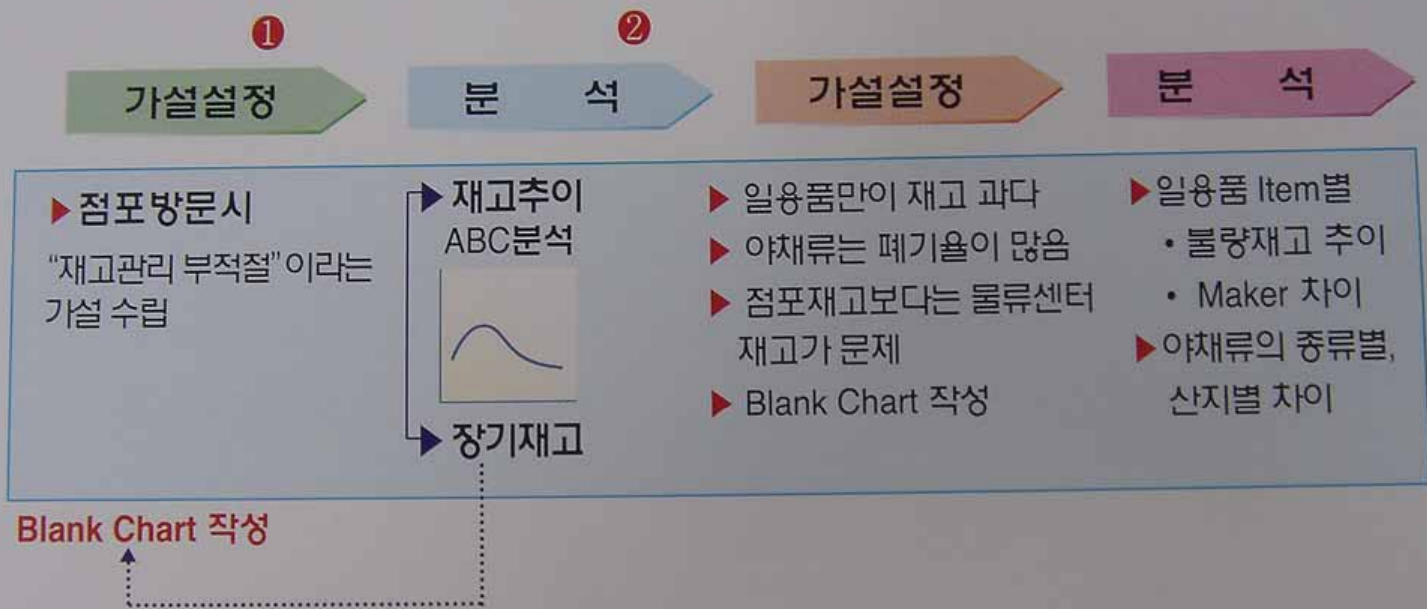 ❶
❷
가설설정
분 석
가설설정
분 석
▶점포방문시
“재고관리 부적절”이라는
가설 수립
재고추이
ABC분석
장기재고
▶ 일용품만이 재고 과다
▶ 야채류는 폐기율이 많음
▶ 점포재고보다는 물류센터
재고가 문제
▶ Blank Chart 작성
▶일용품 Item별
• 불량재고 추이
• Maker 차이
▶야채류의 종류별,
산지별 차이
Blank Chart 작성